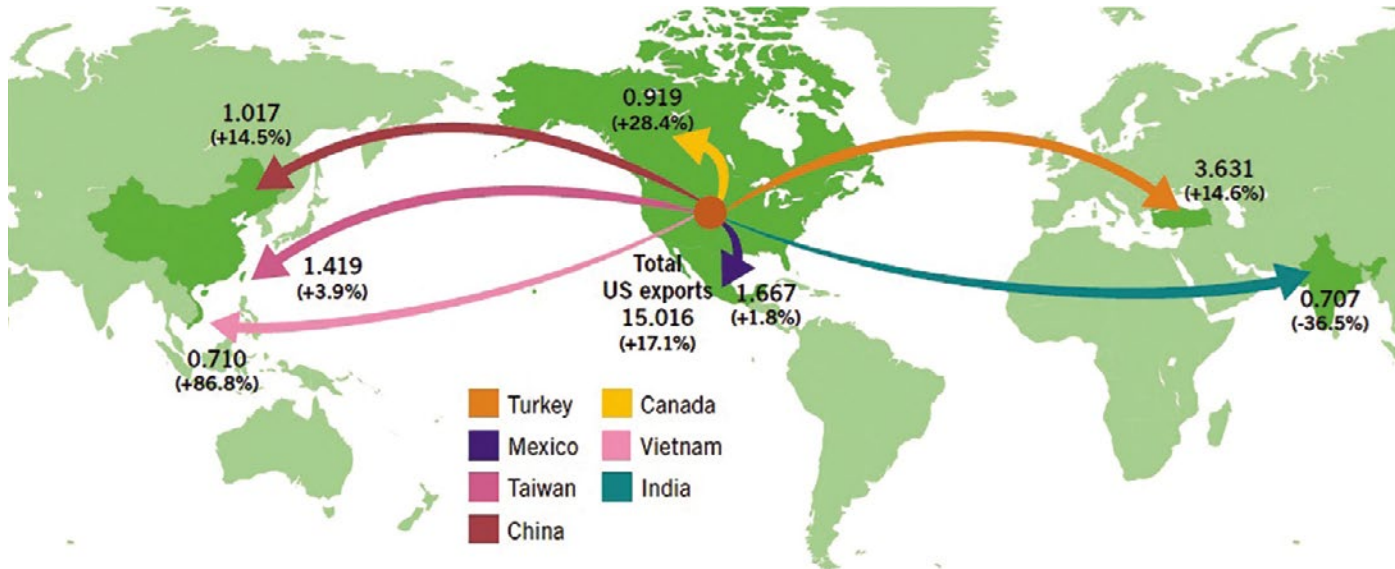 0.919
(+28.4%)
1.017
(+14.5%)
3.631
(+14.6%)
1.419
(+3.9%)
Total
US exports
15.016
(+17.1%)
1.667
(+1.8%)
0.707
(-36.5%)
0.710
(+86.8%)
Turkey
Mexico
Taiwan
China
Canada
Vietnam
India